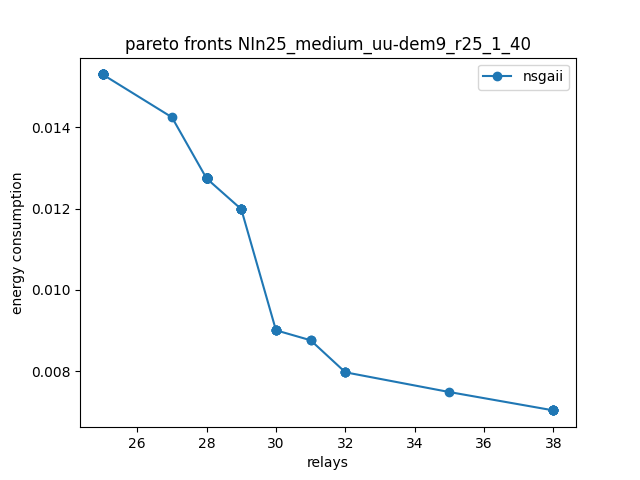 pareto fronts NIn25_medium_uu-dem9_r25_1_40
nsgaii
energy consumption
0.014
0.012
0.010
0.008
26 28 30 32 34 36 38
relays